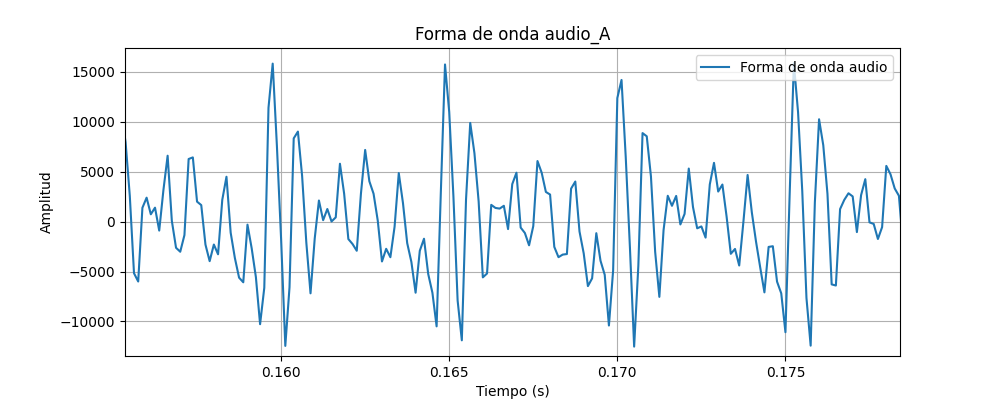 Forma de onda audio_A
Forma de onda audio
15000
10000
5000
0
−5000
−10000
Amplitud
0.160
0.165
0.170
0.175
Tiempo (s)